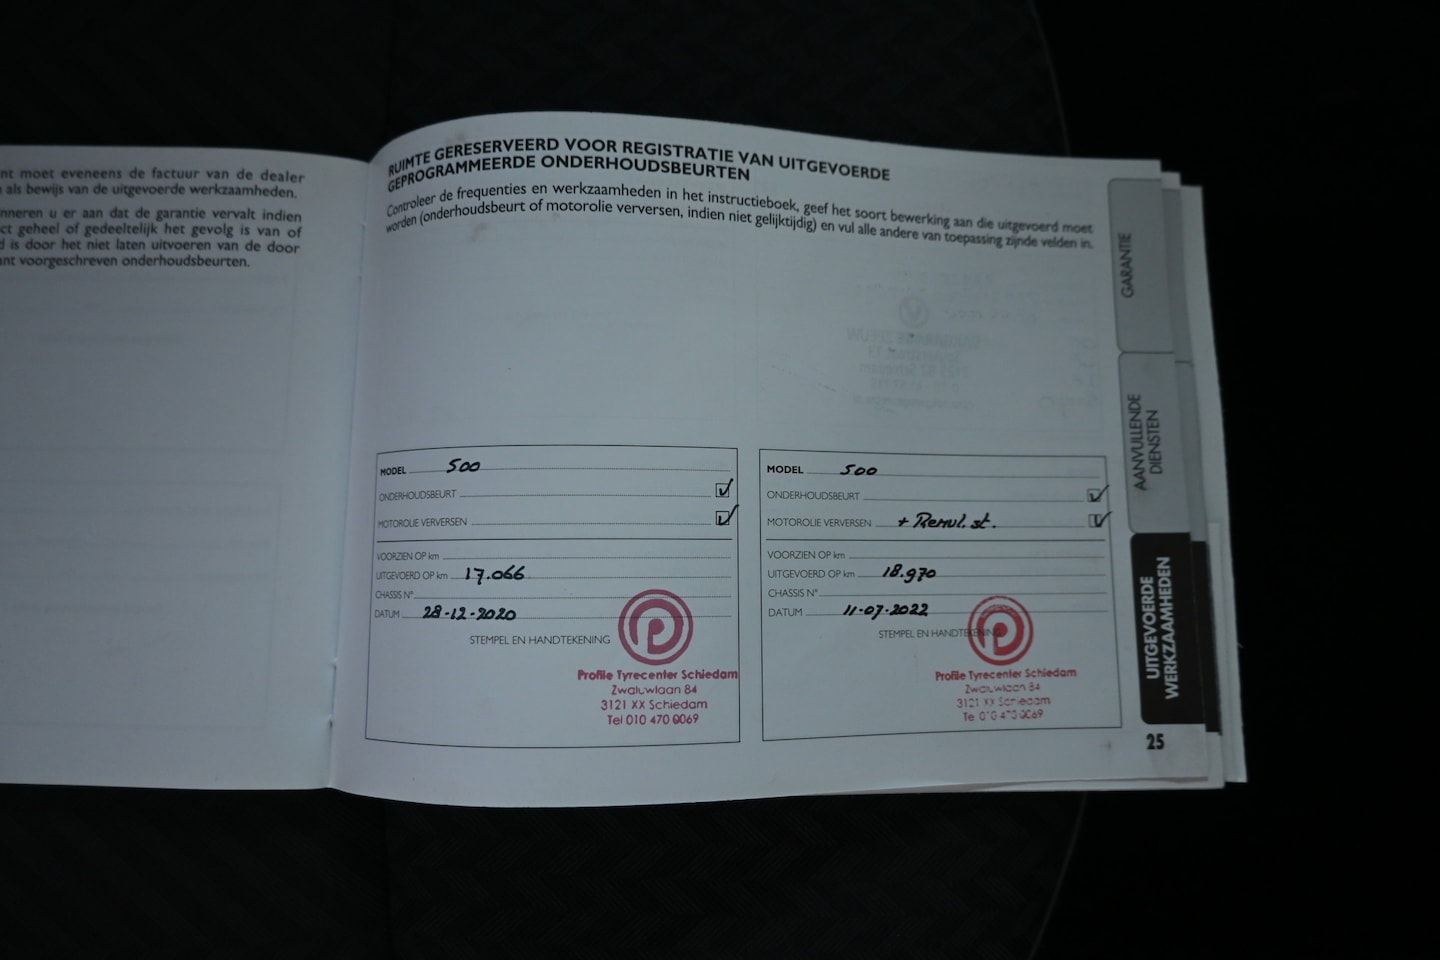 nt moet eveneens de factuur van de dealer
als bewijs van de uitgevoerde werkzaamheden.
nneren u er aan dat de garantie vervalt indien
ct geheel of gedeeltelijk het gevolg is van of
d is door het niet laten uitvoeren van de door
ant voorgeschreven onderhoudsbeurten.
RUIMTE GERESERVEERD VOOR REGISTRATIE VAN UITGEVOERDE
GEPROGRAMMEERDE ONDERHOUDSBEURTEN
Controleer de frequenties en werkzaamheden in het instructieboek, geef het soort bewerking aan die uitgevoerd moet
worden (onderhoudsbeurt of motorolie verversen, indien niet gelijktijdig) en vul alle andere van toepassing zijnde velden in.
MODEL 500
ONDERHOUDSBEURT
MOTOROLIE VERVERSEN
VOORZIEN OP km
UITGEVOERD OP km 17.066
CHASSIS N°
DATUM 28-12-2020
STEMPEL EN HANDTEKENING
Profile Tyrecenter Schiedam
Zwaluwlaan 84
3121 XX Schiedam
Tel 010 470 0069
MODEL 500
ONDERHOUDSBEURT
MOTOROLIE VERVERSEN + Remvl. st.
VOORZIEN OP km
UITGEVOERD OP km 18.970
CHASSIS N°
DATUM 11-07-2022
STEMPEL EN HANDTEKENING
Profile Tyrecenter Schiedam
Zwaluwlaan 84
3121 XX Schiedam
Te 010 470 0069
GARANTIE
AANVULLENDE
DIENSTEN
UITGEVOERDE
WERKZAAMHEDEN
25